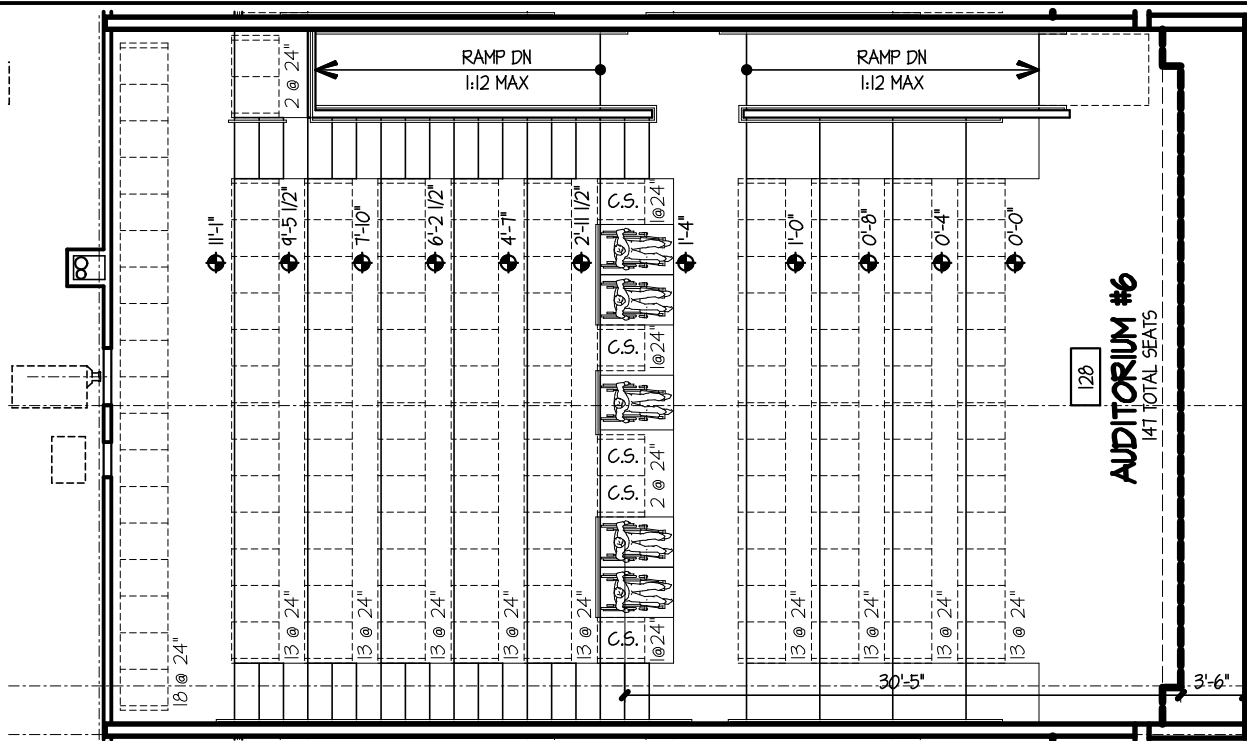 RAMP DN
1:12 MAX
RAMP DN
1:12 MAX
2 @ 24"
11'-1"
9'-5 1/2"
7'-10"
6'-2 1/2"
4'-7"
2'-11 1/2"
C.S.
1@24"
1'-4"
1'-0"
0'-8"
0'-4"
0'-0"
C.S.
1@24"
C.S.
C.S.
2 @ 24"
C.S.
1@24"
128
AUDITORIUM #6
147 TOTAL SEATS
18 @ 24"
13 @ 24"
13 @ 24"
13 @ 24"
13 @ 24"
13 @ 24"
13 @ 24"
13 @ 24"
13 @ 24"
13 @ 24"
30'-5"
3'-6"